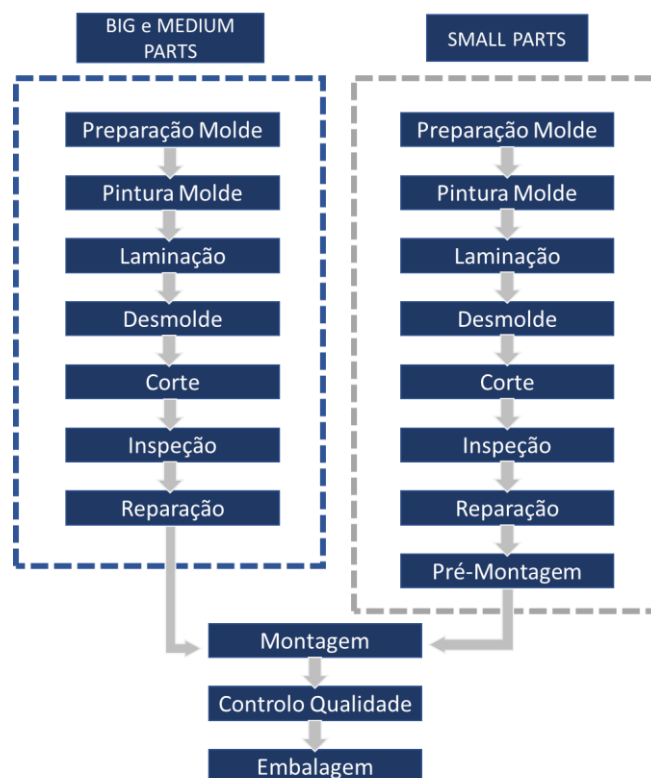 BIG e MEDIUM
PARTS
Preparação Molde
Pintura Molde
Laminação
Desmolde
Corte
Inspeção
Reparação
SMALL PARTS
Preparação Molde
Pintura Molde
Laminação
Desmolde
Corte
Inspeção
Reparação
Pré-Montagem
Montagem
Controlo Qualidade
Embalagem